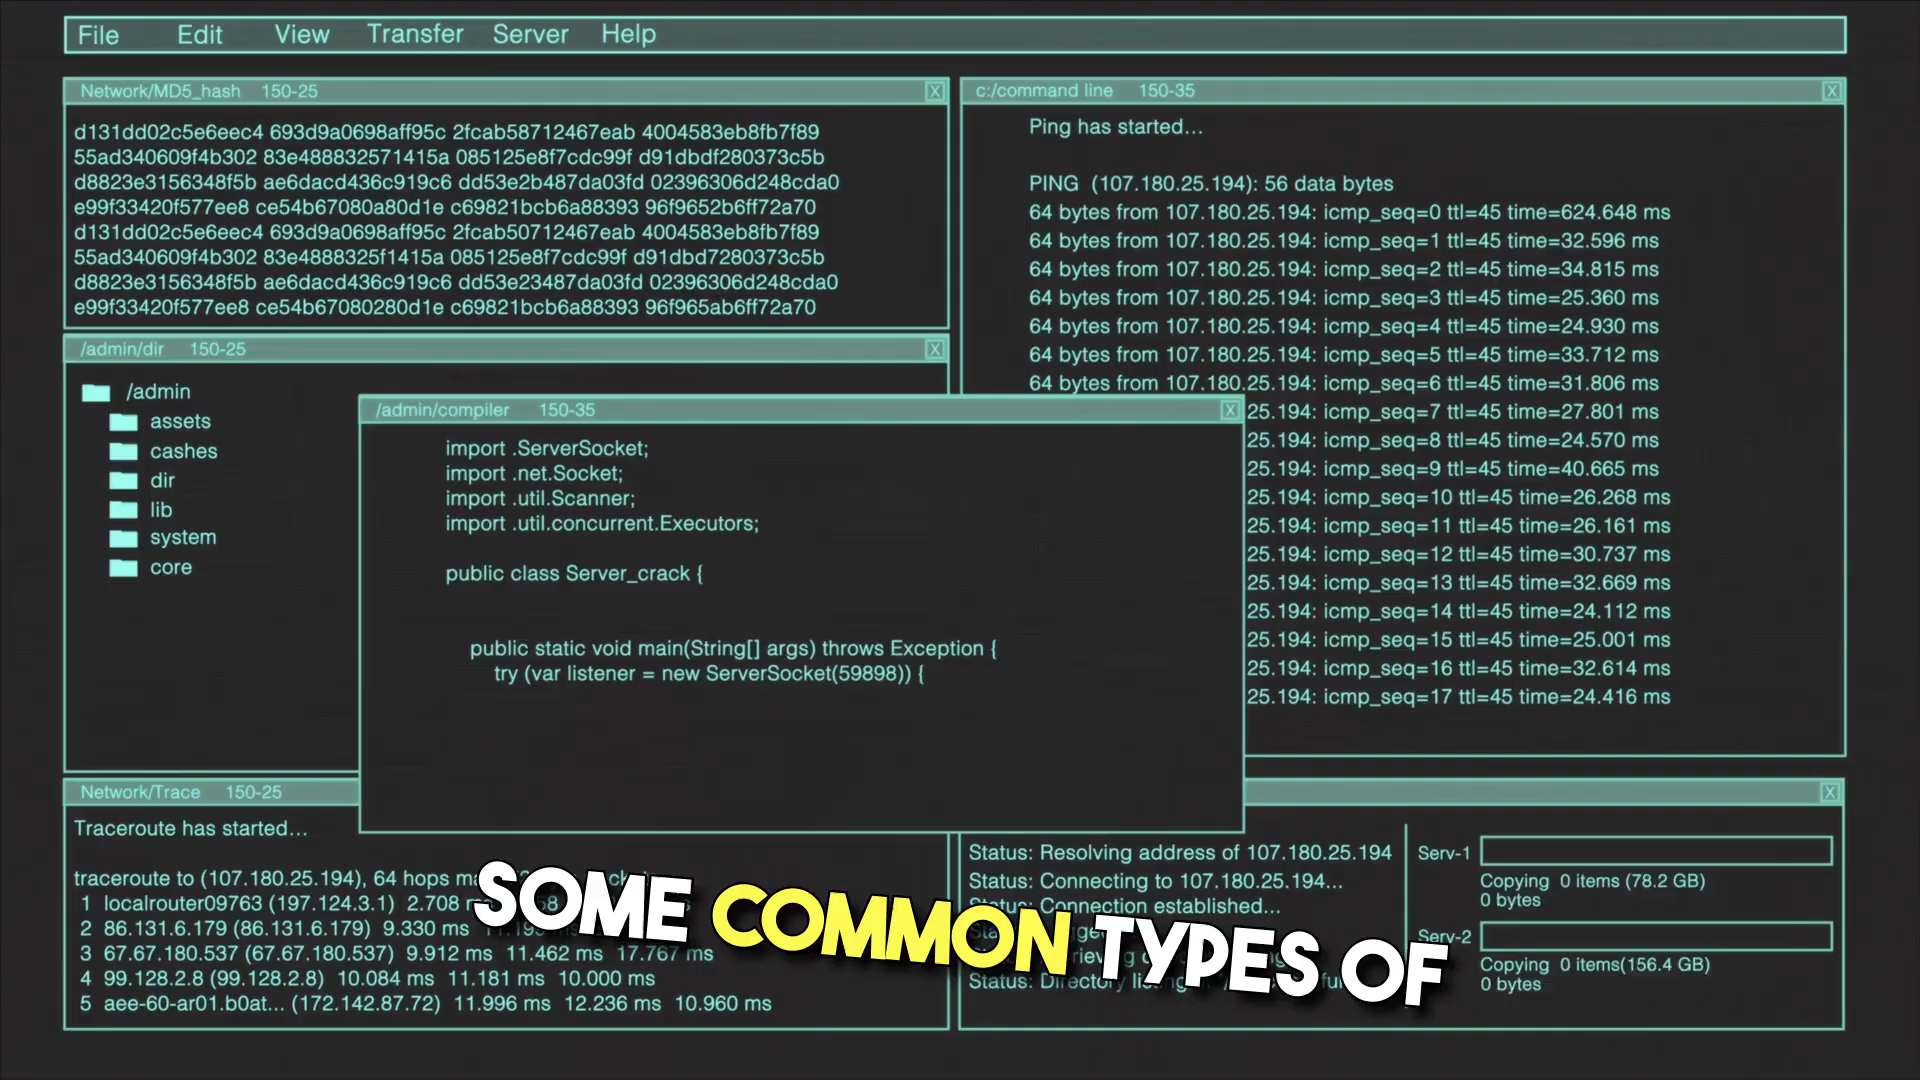 File Edit View Transfer Server Help
Network/MD5_hash 150-25
d131dd02c5e6eec4 693d9a0698aff95c 2fcab58712467eab 4004583eb8fb7f89
55ad340609f4b302 83e488832571415a 085125e8f7cdc99f d91dbdf280373c5b
d8823e3156348f5b ae6dacd436c919c6 dd53e2b487da03fd 02396306d248cda0
e99f33420f577ee8 ce54b67080a80d1e c69821bcb6a88393 96f9652b6ff72a70
d131dd02c5e6eec4 693d9a0698aff95c 2fcab50712467eab 4004583eb8fb7f89
55ad340609f4b302 83e4888325f1415a 085125e8f7cdc99f d91dbd7280373c5b
d8823e3156348f5b ae6dacd436c919c6 dd53e23487da03fd 02396306d248cda0
e99f33420f577ee8 ce54b67080280d1e c69821bcb6a88393 96f965ab6ff72a70
c:/command line 150-35
Ping has started...
PING (107.180.25.194): 56 data bytes
64 bytes from 107.180.25.194: icmp_seq=0 ttl=45 time=624.648 ms
64 bytes from 107.180.25.194: icmp_seq=1 ttl=45 time=32.596 ms
64 bytes from 107.180.25.194: icmp_seq=2 ttl=45 time=34.815 ms
64 bytes from 107.180.25.194: icmp_seq=3 ttl=45 time=25.360 ms
64 bytes from 107.180.25.194: icmp_seq=4 ttl=45 time=24.930 ms
64 bytes from 107.180.25.194: icmp_seq=5 ttl=45 time=33.712 ms
64 bytes from 107.180.25.194: icmp_seq=6 ttl=45 time=31.806 ms
25.194: icmp_seq=7 ttl=45 time=27.801 ms
25.194: icmp_seq=8 ttl=45 time=24.570 ms
25.194: icmp_seq=9 ttl=45 time=40.665 ms
25.194: icmp_seq=10 ttl=45 time=26.268 ms
25.194: icmp_seq=11 ttl=45 time=26.161 ms
25.194: icmp_seq=12 ttl=45 time=30.737 ms
25.194: icmp_seq=13 ttl=45 time=32.669 ms
25.194: icmp_seq=14 ttl=45 time=24.112 ms
25.194: icmp_seq=15 ttl=45 time=25.001 ms
25.194: icmp_seq=16 ttl=45 time=32.614 ms
25.194: icmp_seq=17 ttl=45 time=24.416 ms
/admin/dir 150-25
/admin
assets
cashes
dir
lib
system
core
/admin/compiler 150-35
import .ServerSocket;
import .net.Socket;
import .util.Scanner;
import .util.concurrent.Executors;
public class Server_crack {
public static void main(String[] args) throws Exception {
try (var listener = new ServerSocket(59898)) {
Network/Trace 150-25
Traceroute has started...
traceroute to (107.180.25.194), 64 hops
1 localrouter09763 (197.124.3.1) 2.708
2 86.131.6.179 (86.131.6.179) 9.330 ms
3 67.67.180.537 (67.67.180.537) 9.912 ms 11.462 ms 17.767 ms
4 99.128.2.8 (99.128.2.8) 10.084 ms 11.181 ms 10.000 ms
5 aee-60-ar01.b0at... (172.142.87.72) 11.996 ms 12.236 ms 10.960 ms
Status: Resolving address of 107.180.25.194
Status: Connecting to 107.180.25.194...
Status: Connection established...
Status: Directory
Serv-1
Copying 0 items (78.2 GB)
0 bytes
Serv-2
Copying 0 items(156.4 GB)
0 bytes
SOME COMMON TYPES OF